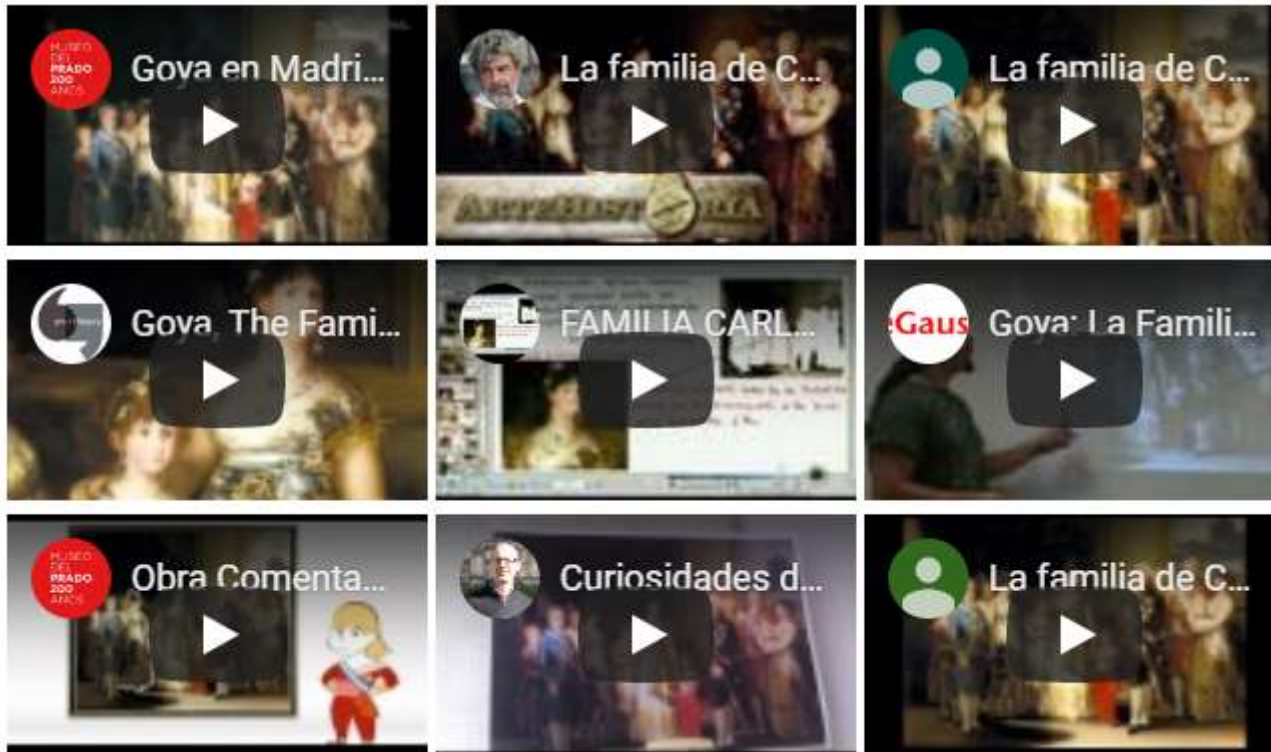 MUSEO
DEL
PRADO
200
AÑOS
Goya en Madri...
La familia de C...
ARTEHISTORIA
La familia de C...
Goya, The Fami...
FAMILIA CARL...
eGaus
Goya: La Famili...
MUSEO
DEL
PRADO
200
AÑOS
Obra Comenta...
Curiosidades d...
La familia de C...